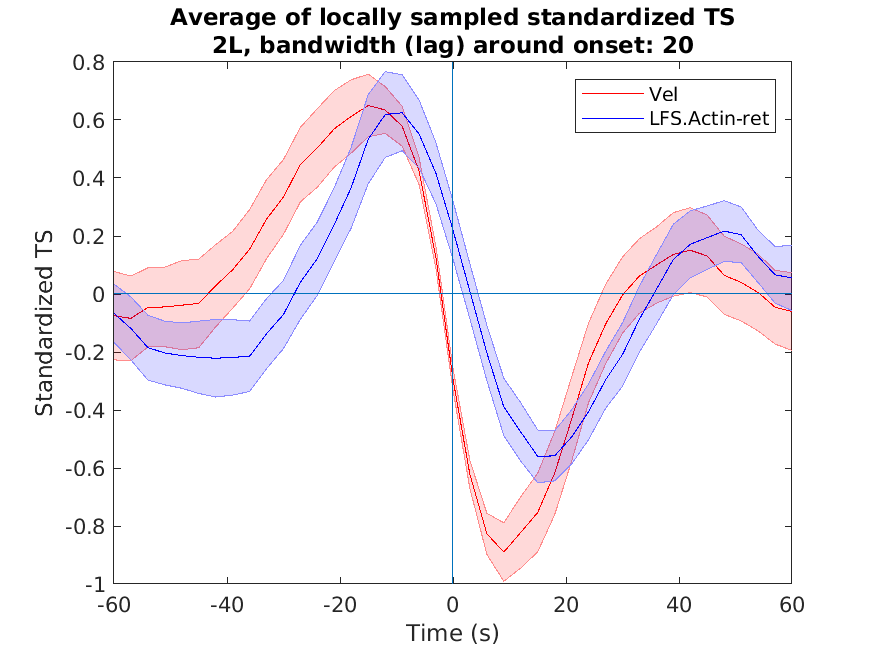 Average of locally sampled standardized TS
2L, bandwidth (lag) around onset: 20
Vel
LFS.Actin-ret
Standardized TS
0.8
0.6
0.4
0.2
0
-0.2
-0.4
-0.6
-0.8
-1
-60
-40
-20
0
20
40
60
Time (s)